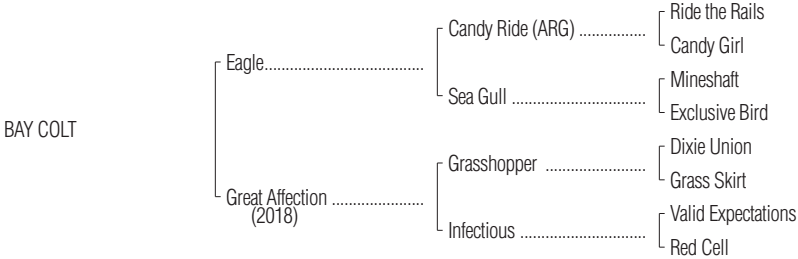 Ride the Rails
Candy Ride (ARG) ................
Candy Girl
Eagle......................................
Mineshaft
Sea Gull ................................
Exclusive Bird
BAY COLT
Dixie Union
Grasshopper ........................
Grass Skirt
Great Affection ......................
(2018)
Valid Expectations
Infectious ..............................
Red Cell